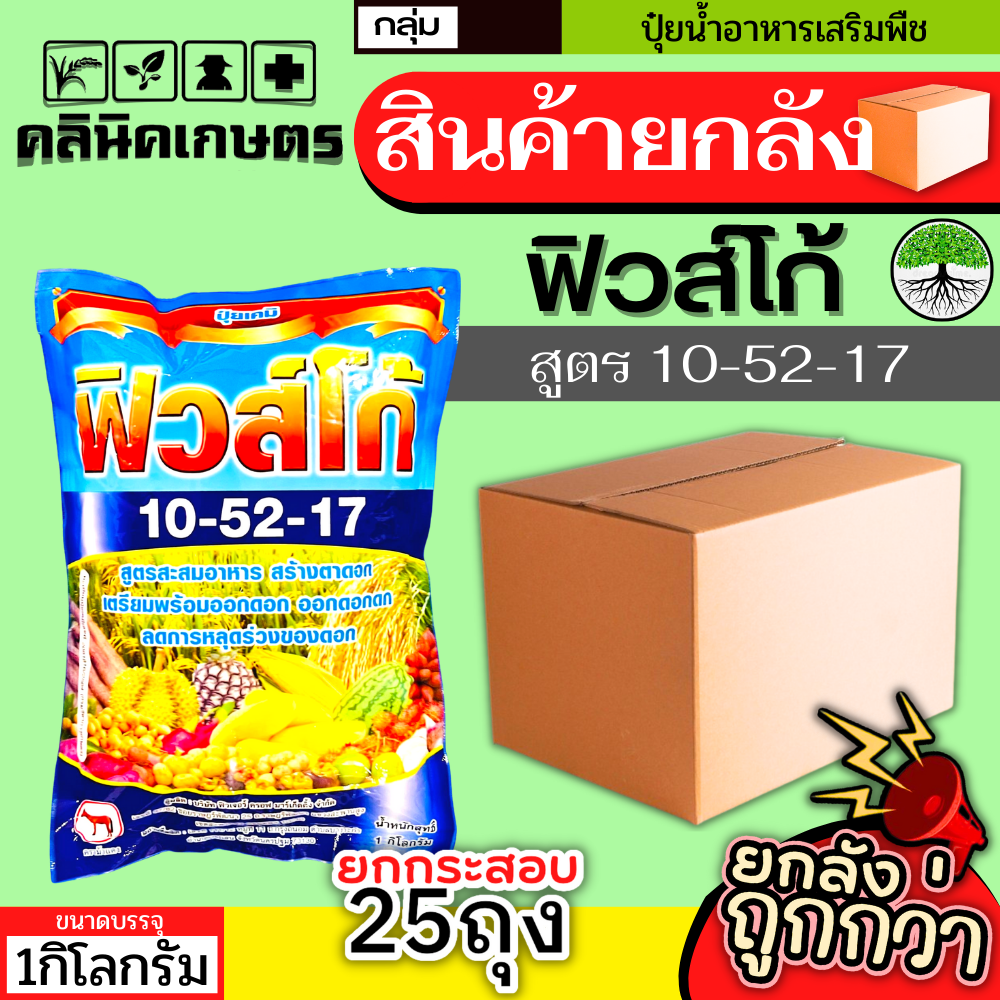 กลุ่ม
ปุ๋ยน้ำอาหารเสริมพืช
คลินิคเกษตร
สินค้ายกลัง
ฟิวส์โก้
สูตร 10-52-17
ปุ๋ยเคมี
ฟิวส์โก้
10-52-17
สูตรสะสมอาหาร สร้างตาดอก
เตรียมพร้อมออกดอก ออกดอกดก
ลดการหลุดร่วงของดอก
น้ำหนักสุทธิ
1 กิโลกรัม
ยกกระสอบ
25ถุง
ขนาดบรรจุ
1กิโลกรัม
ยกลัง
ถูกกว่า